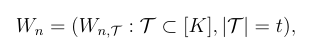 $W_n = (W_{n,\mathcal{T}} : \mathcal{T} \subset [K], |\mathcal{T}| = t),$